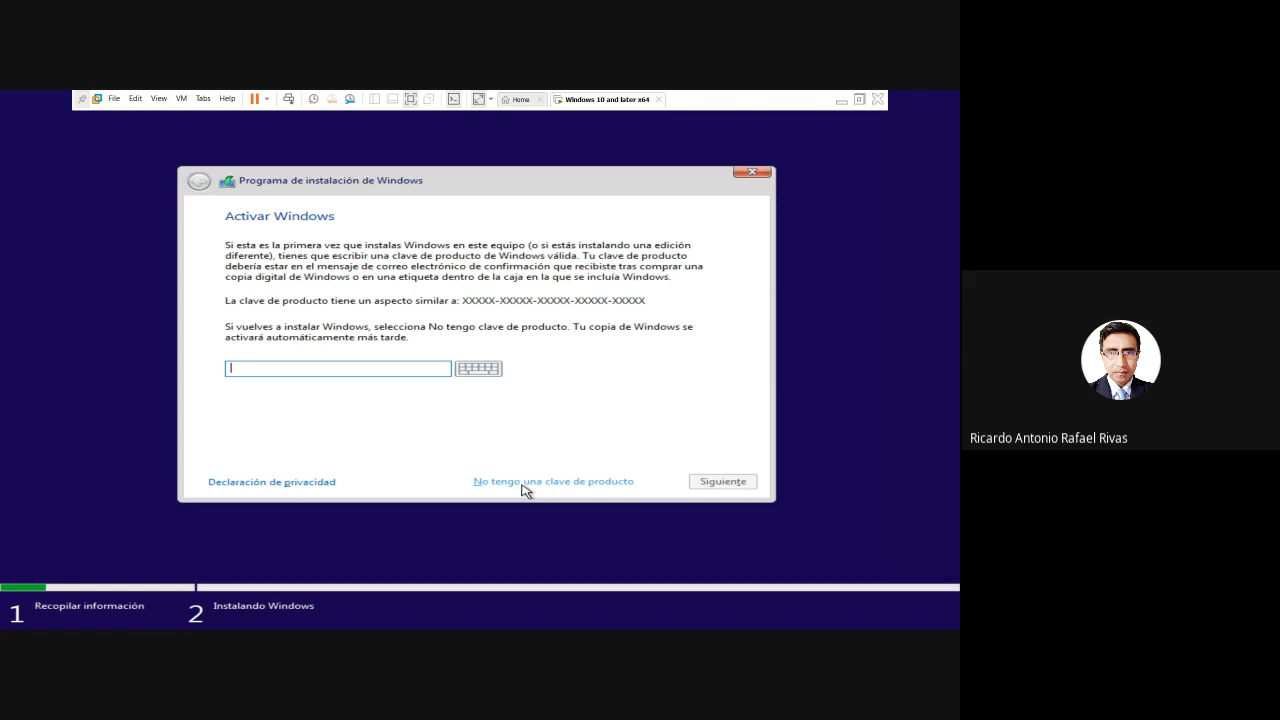 File Edit View VM Tabs Help Home Windows 10 and later x64
Programa de instalación de Windows
Activar Windows
Si esta es la primera vez que instalas Windows en este equipo (o si estás instalando una edición
diferente), tienes que escribir una clave de producto de Windows válida. Tu clave de producto
debería estar en el mensaje de correo electrónico de confirmación que recibiste tras comprar una
copia digital de Windows o en una etiqueta dentro de la caja en la que se incluía Windows.
La clave de producto tiene un aspecto similar a: XXXXX-XXXXX-XXXXX-XXXXX-XXXXX
Si vuelves a instalar Windows, selecciona No tengo clave de producto. Tu copia de Windows se
activará automáticamente más tarde.
Declaración de privacidad No tengo una clave de producto Siguiente
1 Recopilar información 2 Instalando Windows
Ricardo Antonio Rafael Rivas